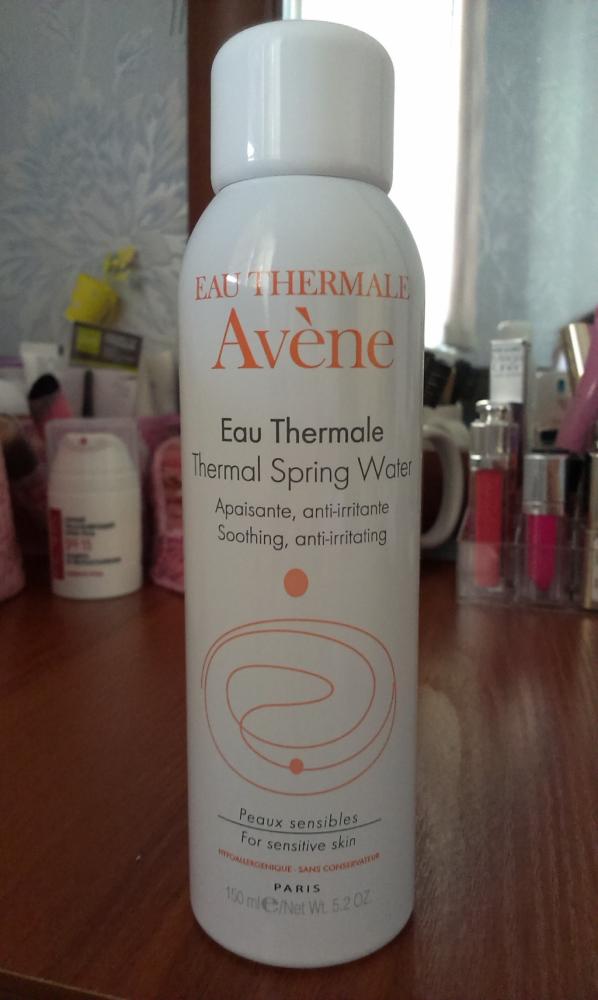 EAU THERMALE
Avène
Eau Thermale
Thermal Spring Water
Apaisante, anti-irritante
Soothing, anti-irritating
Peaux sensibles
For sensitive skin
HYPOALLERGÉNIQUE - SANS CONSERVATEUR
PARIS
150 ml e/Net Wt. 5.2 OZ.